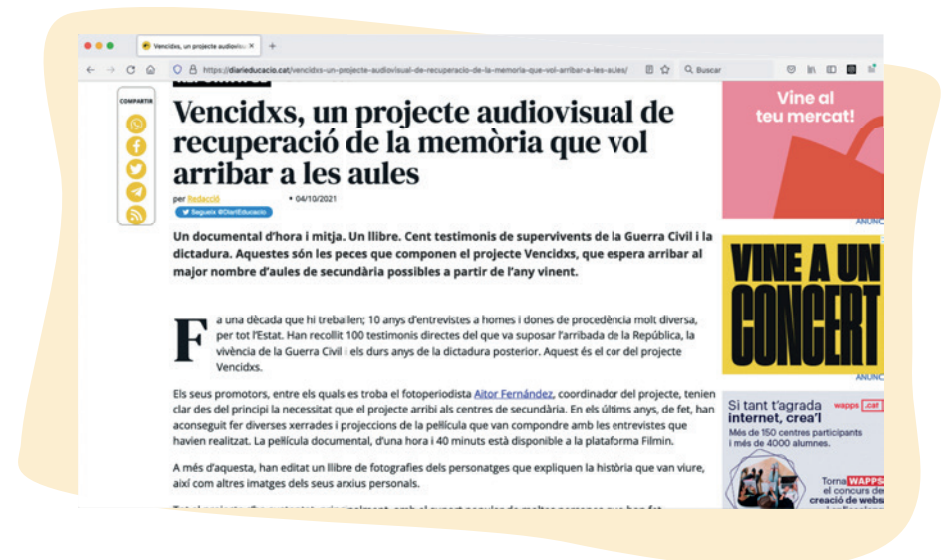 Vencidxs, un projecte audiovisu
https://diarieducacio.cat/vencidxs-un-projecte-audiovisual-de-recuperacio-de-la-memoria-que-vol-arribar-a-les-aules/
Buscar
COMPARTIR
Vencidxs, un projecte audiovisual de
recuperació de la memòria que vol
arribar a les aules
per Redacció • 04/10/2021
Segueix @DiariEducacio
Un documental d'hora i mitja. Un llibre. Cent testimonis de supervivents de la Guerra Civil i la
dictadura. Aquestes són les peces que componen el projecte Vencidxs, que espera arribar al
major nombre d'aules de secundària possibles a partir de l'any vinent.
Fa una dècada que hi treballen; 10 anys d'entrevistes a homes i dones de procedència molt diversa,
per tot l'Estat. Han recollit 100 testimonis directes del que va suposar l'arribada de la República, la
vivència de la Guerra Civil i els durs anys de la dictadura posterior. Aquest és el cor del projecte
Vencidxs.
Els seus promotors, entre els quals es troba el fotoperiodista Aitor Fernández, coordinador del projecte, tenien
clar des del principi la necessitat que el projecte arribi als centres de secundària. En els últims anys, de fet, han
aconseguit fer diverses xerrades i projeccions de la pel·lícula que van compondre amb les entrevistes que
havien realitzat. La pel·lícula documental, d'una hora i 40 minuts està disponible a la plataforma Filmin.
A més d'aquesta, han editat un llibre de fotografies dels personatges que expliquen la història que van viure,
així com altres imatges dels seus arxius personals.
Vine al
teu mercat!
ANUNC
VINE A UN
CONCERT
ANUNC
Si tant t'agrada
internet, crea'l
wapps .cat
Més de 150 centres participants
i més de 4000 alumnes.
Torna WAPPS
el concurs de
creació de webs